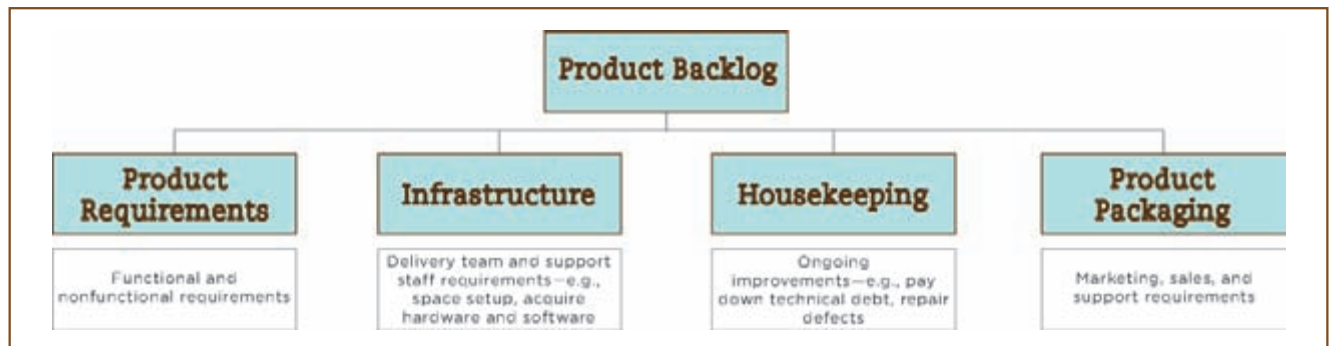 Product Backlog
Product
Requirements
Infrastructure
Housekeeping
Product
Packaging
Functional and
nonfunctional requirements
Delivery team and support
staff requirements—e.g.,
space setup, acquire
hardware and software
Ongoing
improvements—e.g., pay
down technical debt, repair
defects
Marketing, sales, and
support requirements